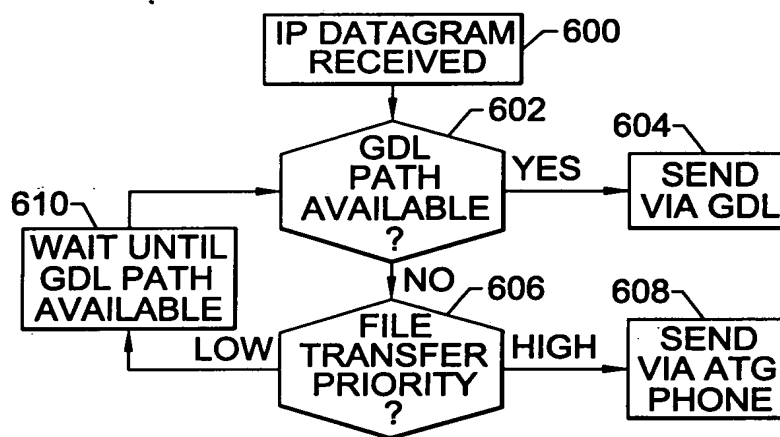 IP DATAGRAM
RECEIVED
600
602
GDL
PATH
AVAILABLE
?
YES
604
SEND
VIA GDL
610
WAIT UNTIL
GDL PATH
AVAILABLE
NO
606
FILE
TRANSFER
PRIORITY
?
LOW
HIGH
608
SEND
VIA ATG
PHONE